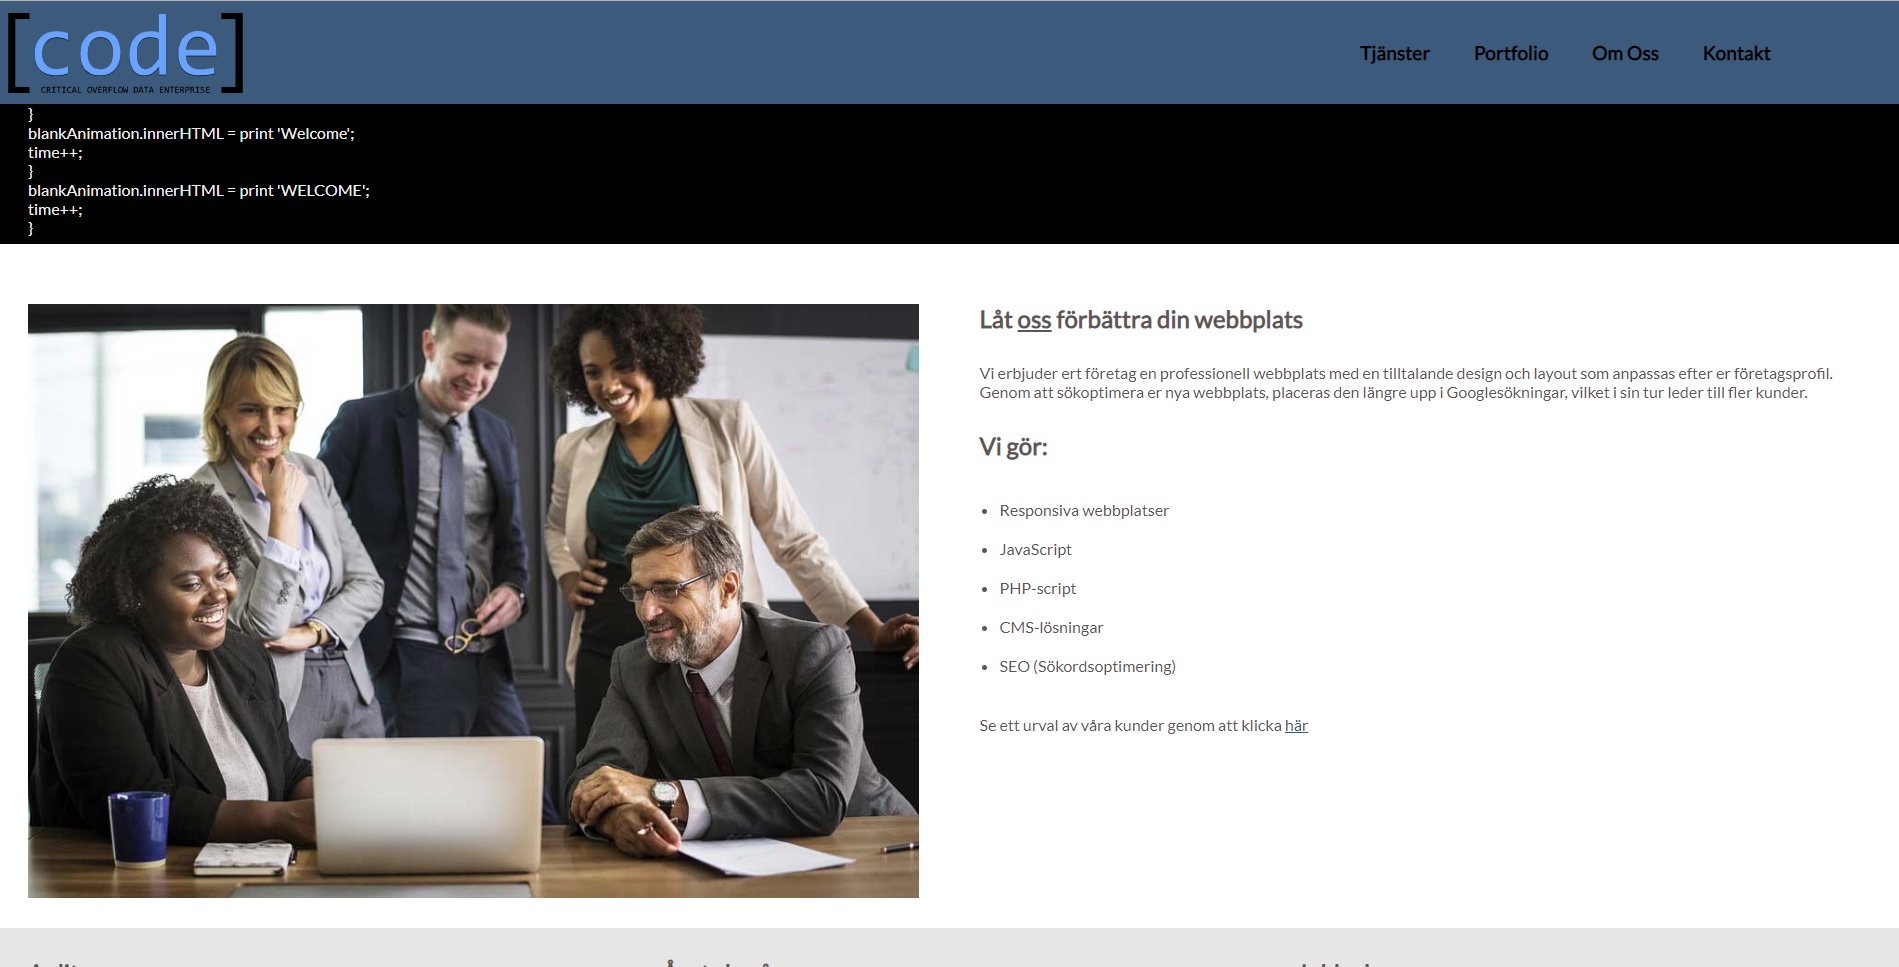 [code]
CRITICAL OVERFLOW DATA ENTERPRISE
Tjänster Portfolio Om Oss Kontakt
}
blankAnimation.innerHTML = print 'Welcome';
time++;
}
blankAnimation.innerHTML = print 'WELCOME';
time++;
}
Låt oss förbättra din webbplats
Vi erbjuder ert företag en professionell webbplats med en tilltalande design och layout som anpassas efter er företagsprofil.
Genom att sökoptimera er nya webbplats, placeras den längre upp i Googlesökningar, vilket i sin tur leder till fler kunder.
Vi gör:
• Responsiva webbplatser
• JavaScript
• PHP-script
• CMS-lösningar
• SEO (Sökordsoptimering)
Se ett urval av våra kunder genom att klicka här